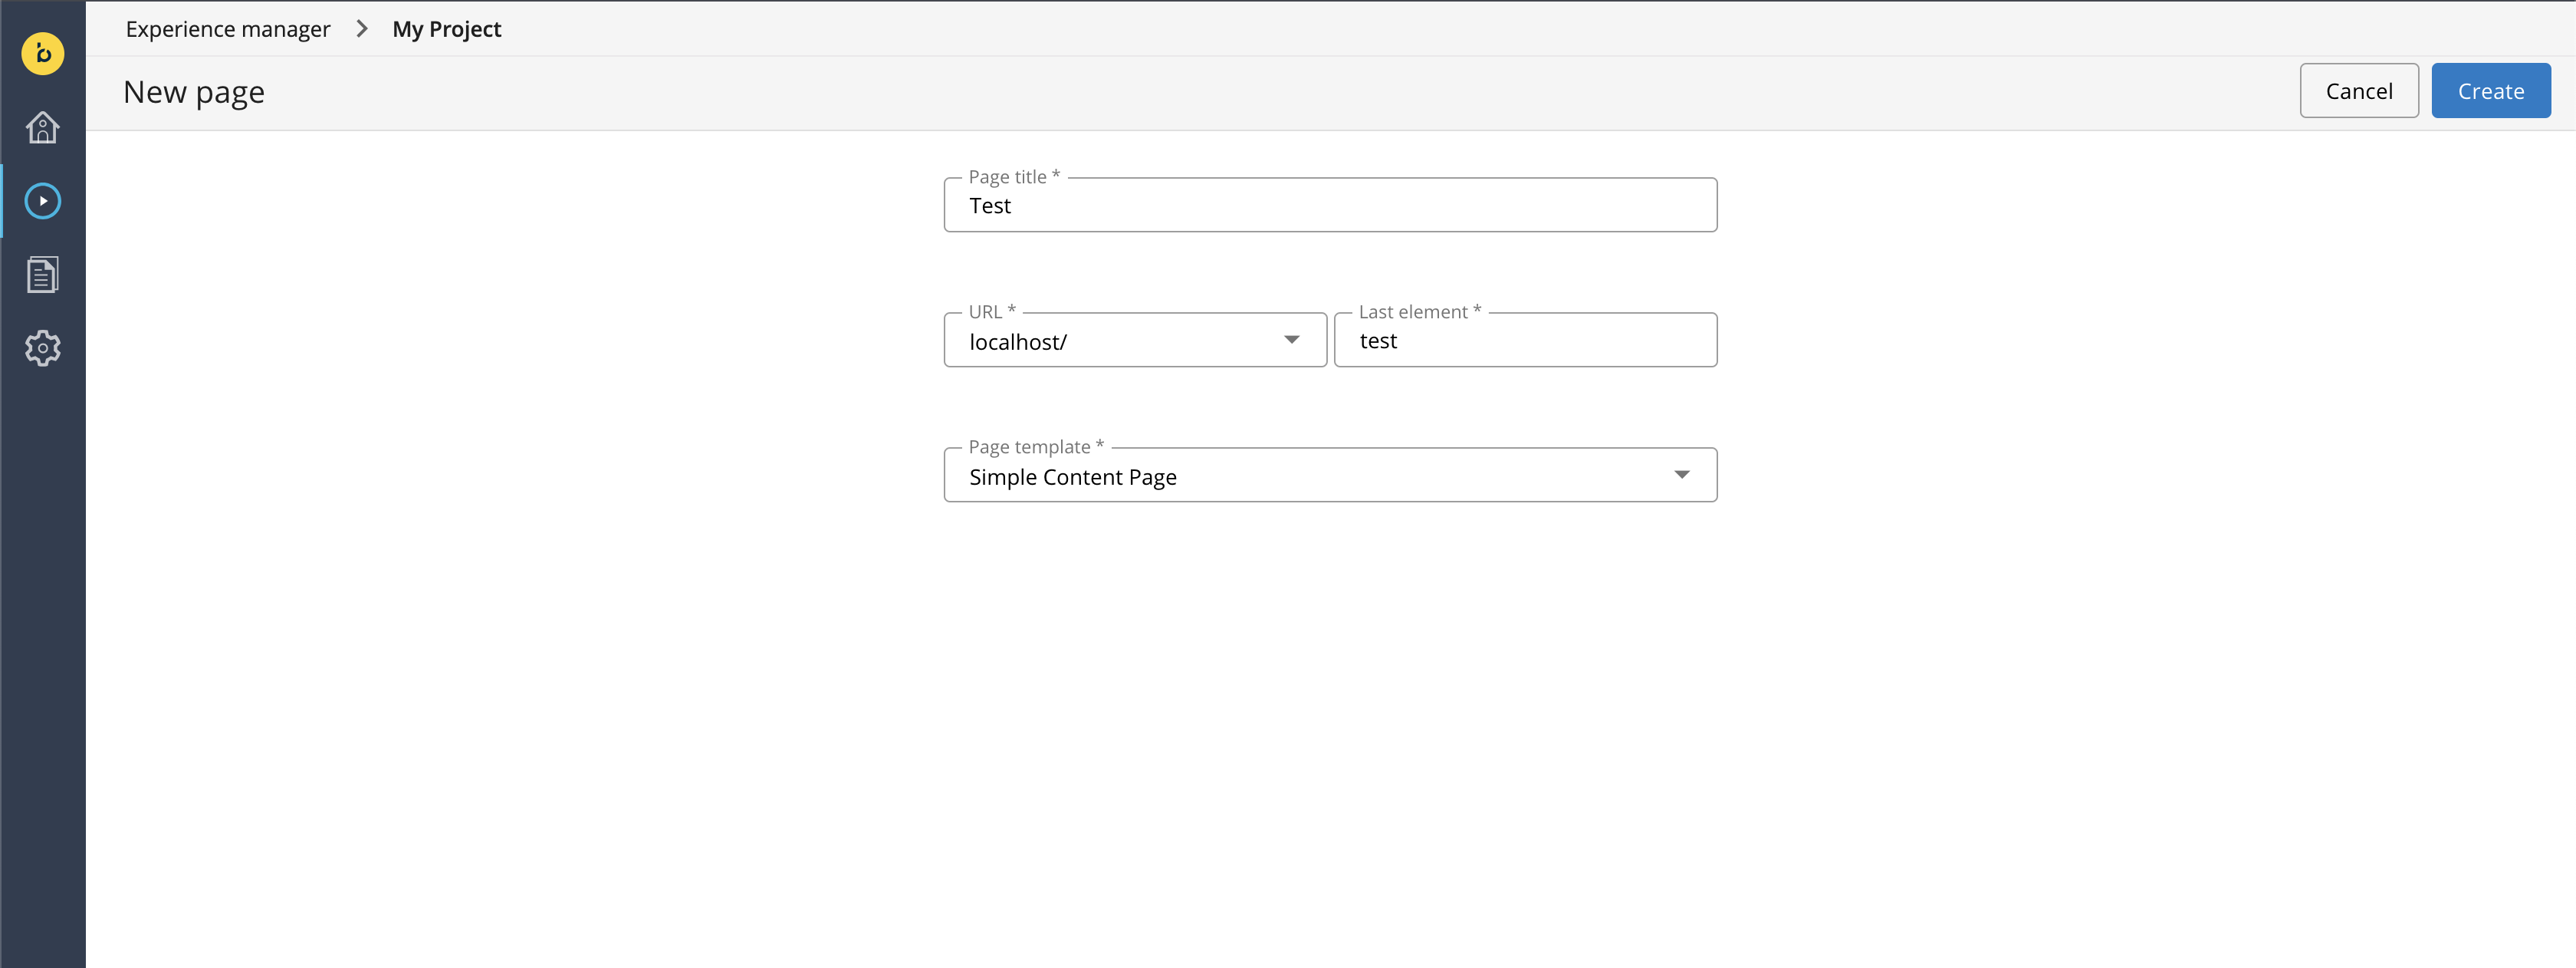 Experience manager > My Project
New page
Cancel
Create
Page title *
Test
URL *
localhost/
Last element *
test
Page template *
Simple Content Page